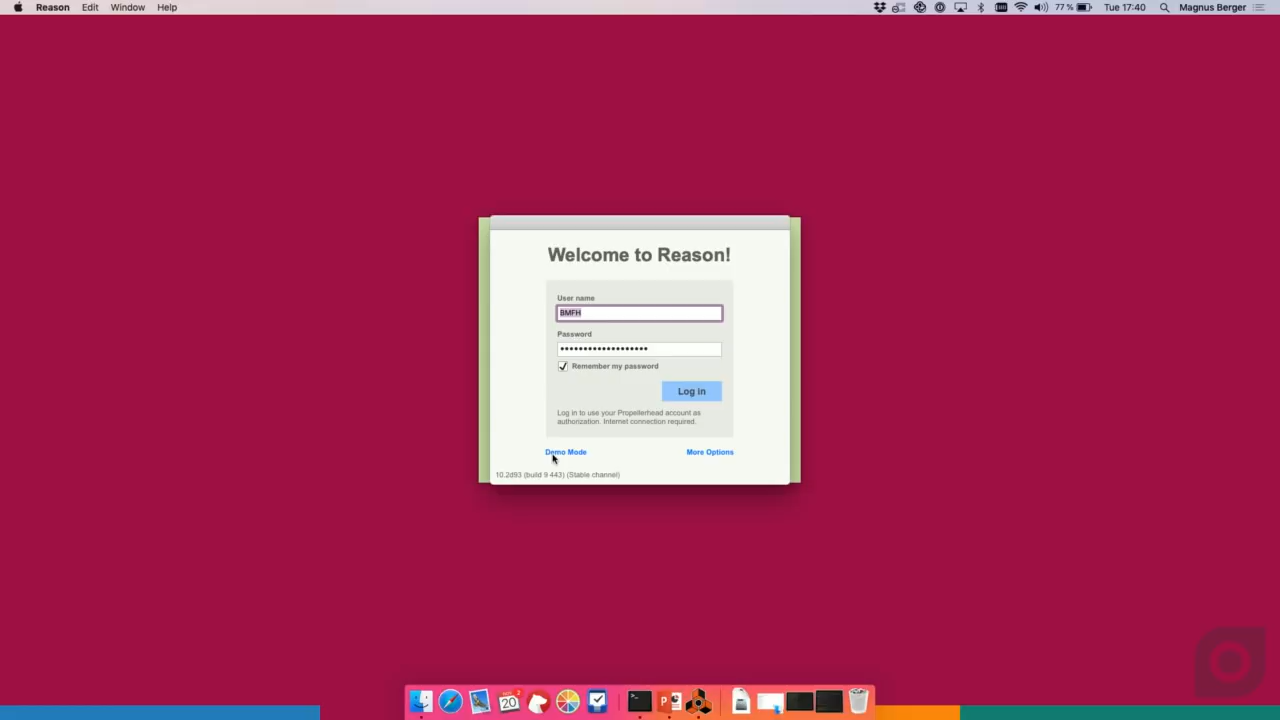 Reason Edit Window Help 77 % Tue 17:40 Magnus Berger
Welcome to Reason!
User name
BMFH
Password
•••••••••••••••••••
Remember my password
Log in
Log in to use your Propellerhead account as
authorization. Internet connection required.
Demo Mode More Options
10.2d93 (build 9 443) (Stable channel)
20